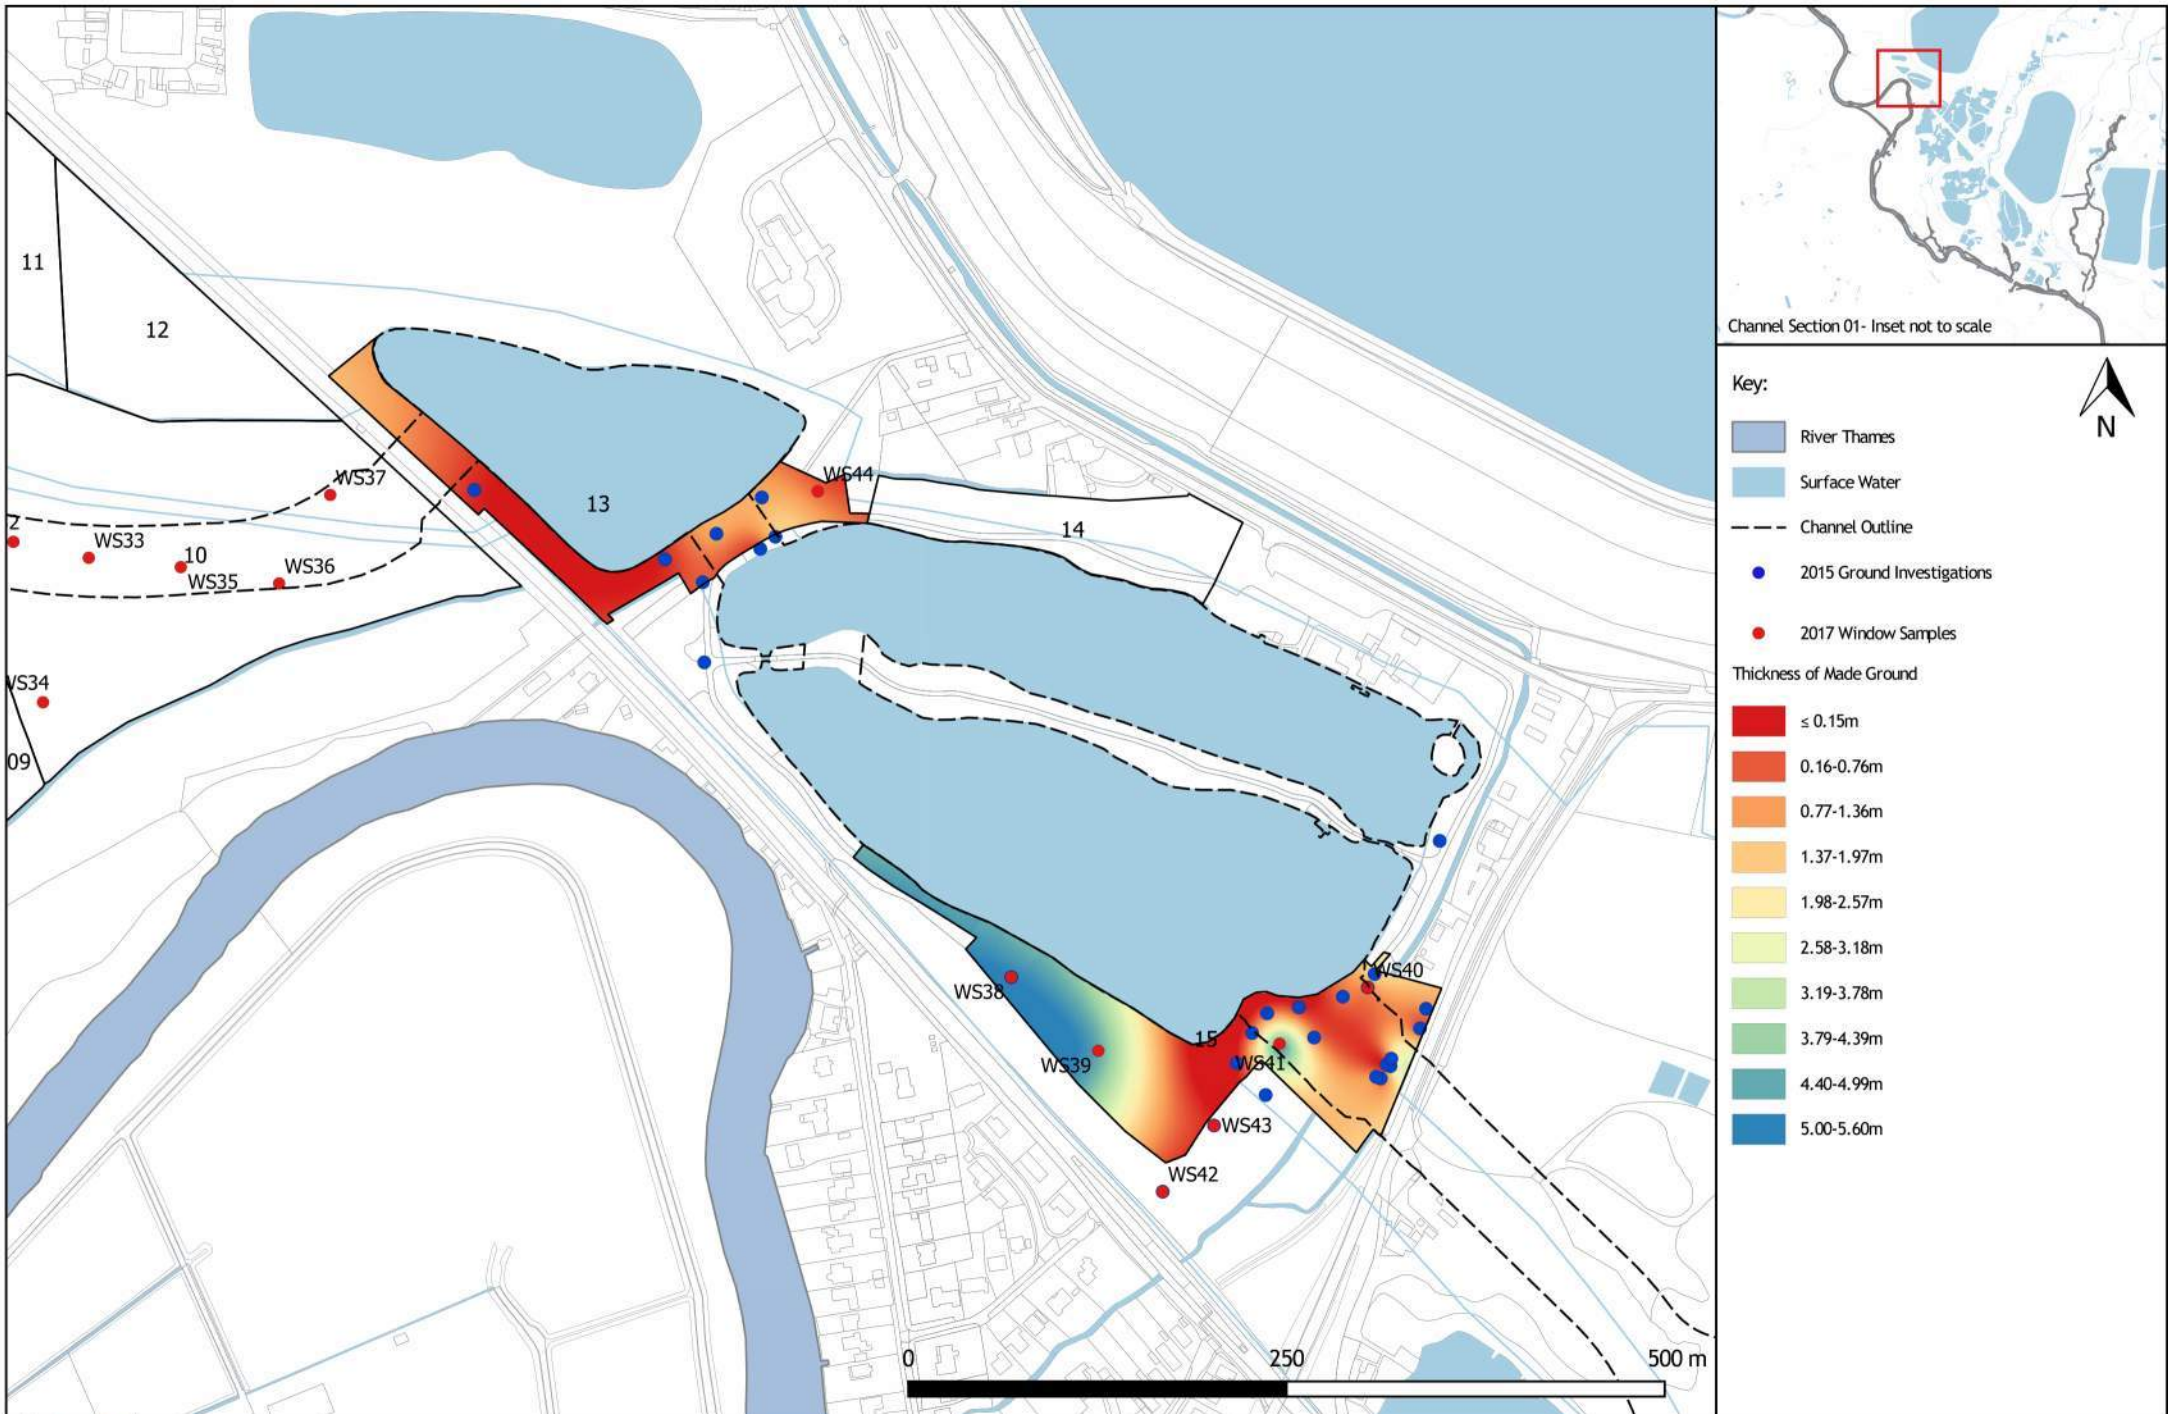 11
12
13
14
WS44
WS37
2
WS33
10
WS35
WS36
WS34
09
15
WS38
WS39
WS40
WS41
WS43
WS42
0
250
500 m
Channel Section 01- Inset not to scale
Key:
N
River Thames
Surface Water
Channel Outline
2015 Ground Investigations
2017 Window Samples
Thickness of Made Ground
≤ 0.15m
0.16-0.76m
0.77-1.36m
1.37-1.97m
1.98-2.57m
2.58-3.18m
3.19-3.78m
3.79-4.39m
4.40-4.99m
5.00-5.60m